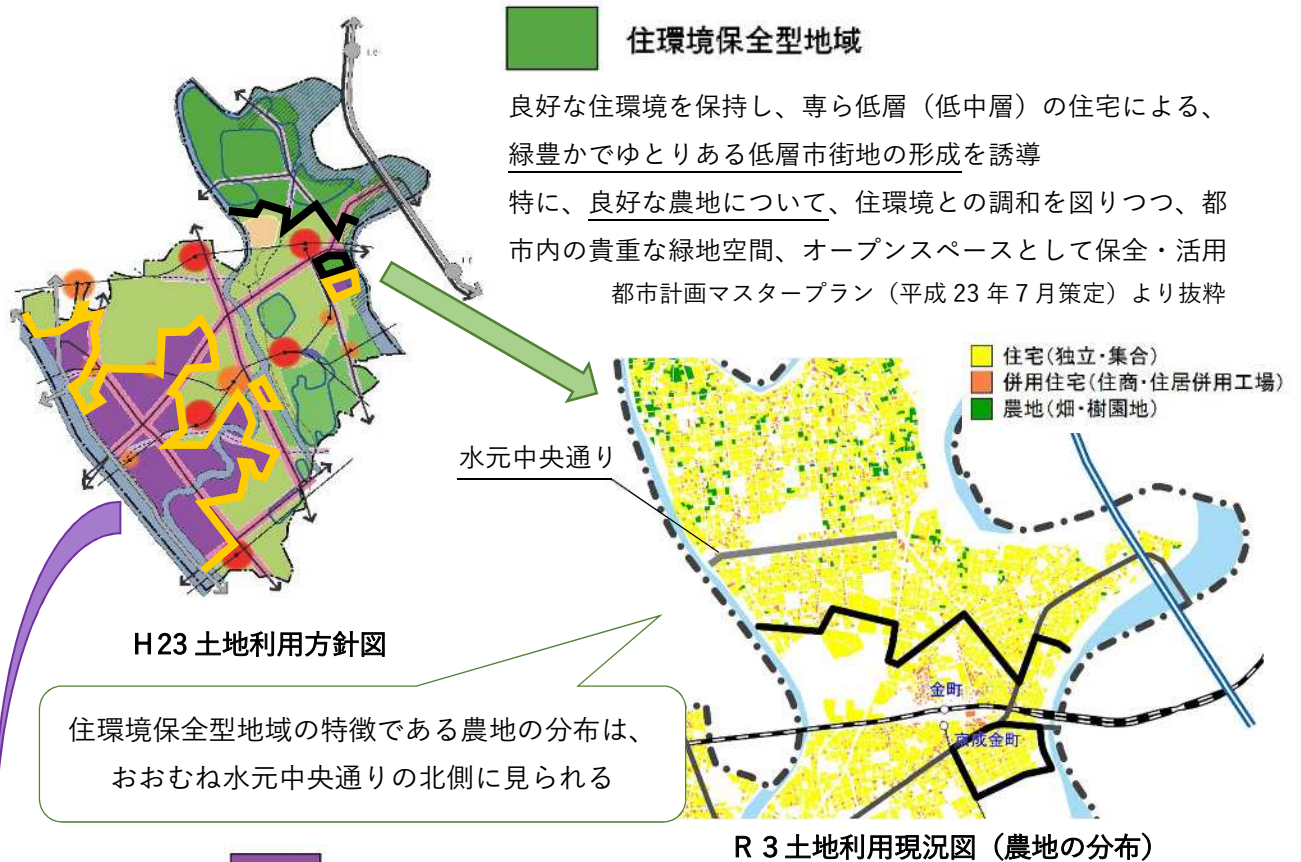 住環境保全型地域
良好な住環境を保持し、専ら低層（低中層）の住宅による、
緑豊かでゆとりある低層市街地の形成を誘導
特に、良好な農地について、住環境との調和を図りつつ、都
市内の貴重な緑地空間、オープンスペースとして保全・活用
都市計画マスタープラン（平成 23 年 7 月策定）より抜粋
住宅(独立・集合)
併用住宅(住商・住居併用工場)
農地(畑・樹園地)
水元中央通り
金町
京成金町
H23 土地利用方針図
住環境保全型地域の特徴である農地の分布は、
おおむね水元中央通りの北側に見られる
R 3 土地利用現況図（農地の分布）